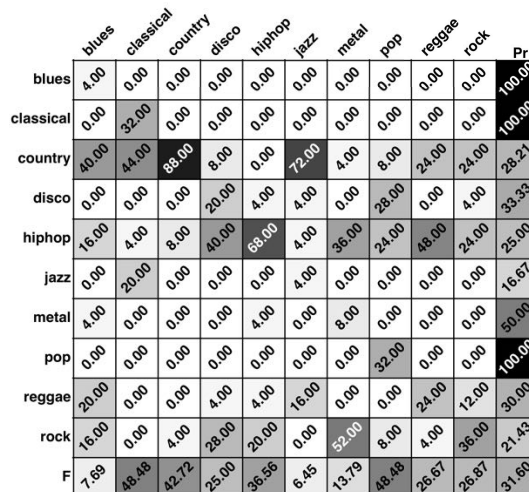 blues classical country disco hiphop jazz metal pop reggae rock Pr
blues 4.00 0.00 0.00 0.00 0.00 0.00 0.00 0.00 0.00 0.00 100.00
classical 0.00 32.00 0.00 0.00 0.00 0.00 0.00 0.00 0.00 0.00 100.00
country 40.00 44.00 88.00 8.00 0.00 72.00 4.00 8.00 24.00 24.00 28.21
disco 0.00 0.00 0.00 20.00 4.00 4.00 0.00 28.00 0.00 4.00 33.33
hiphop 16.00 4.00 8.00 40.00 68.00 4.00 36.00 24.00 48.00 24.00 25.00
jazz 0.00 20.00 0.00 0.00 0.00 4.00 0.00 0.00 0.00 0.00 16.67
metal 4.00 0.00 0.00 0.00 4.00 0.00 8.00 0.00 0.00 0.00 50.00
pop 0.00 0.00 0.00 0.00 0.00 0.00 0.00 32.00 0.00 0.00 100.00
reggae 20.00 0.00 0.00 4.00 4.00 16.00 0.00 0.00 24.00 12.00 30.00
rock 16.00 0.00 4.00 28.00 20.00 0.00 52.00 8.00 4.00 36.00 21.43
F 7.69 48.48 42.72 25.00 36.56 6.45 13.79 48.48 26.67 26.87 31.60